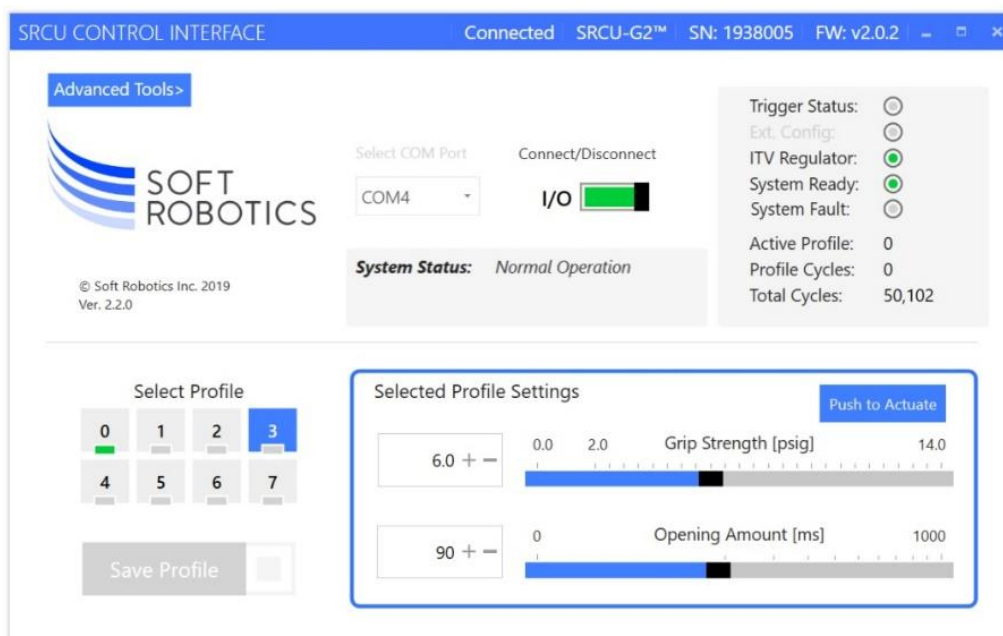 SRCU CONTROL INTERFACE Connected SRCU-G2™ SN: 1938005 FW: v2.0.2
Advanced Tools>
SOFT
ROBOTICS
© Soft Robotics Inc. 2019
Ver. 2.2.0
Select COM Port Connect/Disconnect
COM4 I/O
System Status: Normal Operation
Trigger Status:
Ext. Config:
ITV Regulator:
System Ready:
System Fault:
Active Profile: 0
Profile Cycles: 0
Total Cycles: 50,102
Select Profile
0 1 2 3
4 5 6 7
Save Profile
Selected Profile Settings
Push to Actuate
6.0 + − 0.0 2.0 Grip Strength [psig] 14.0
90 + − 0 Opening Amount [ms] 1000